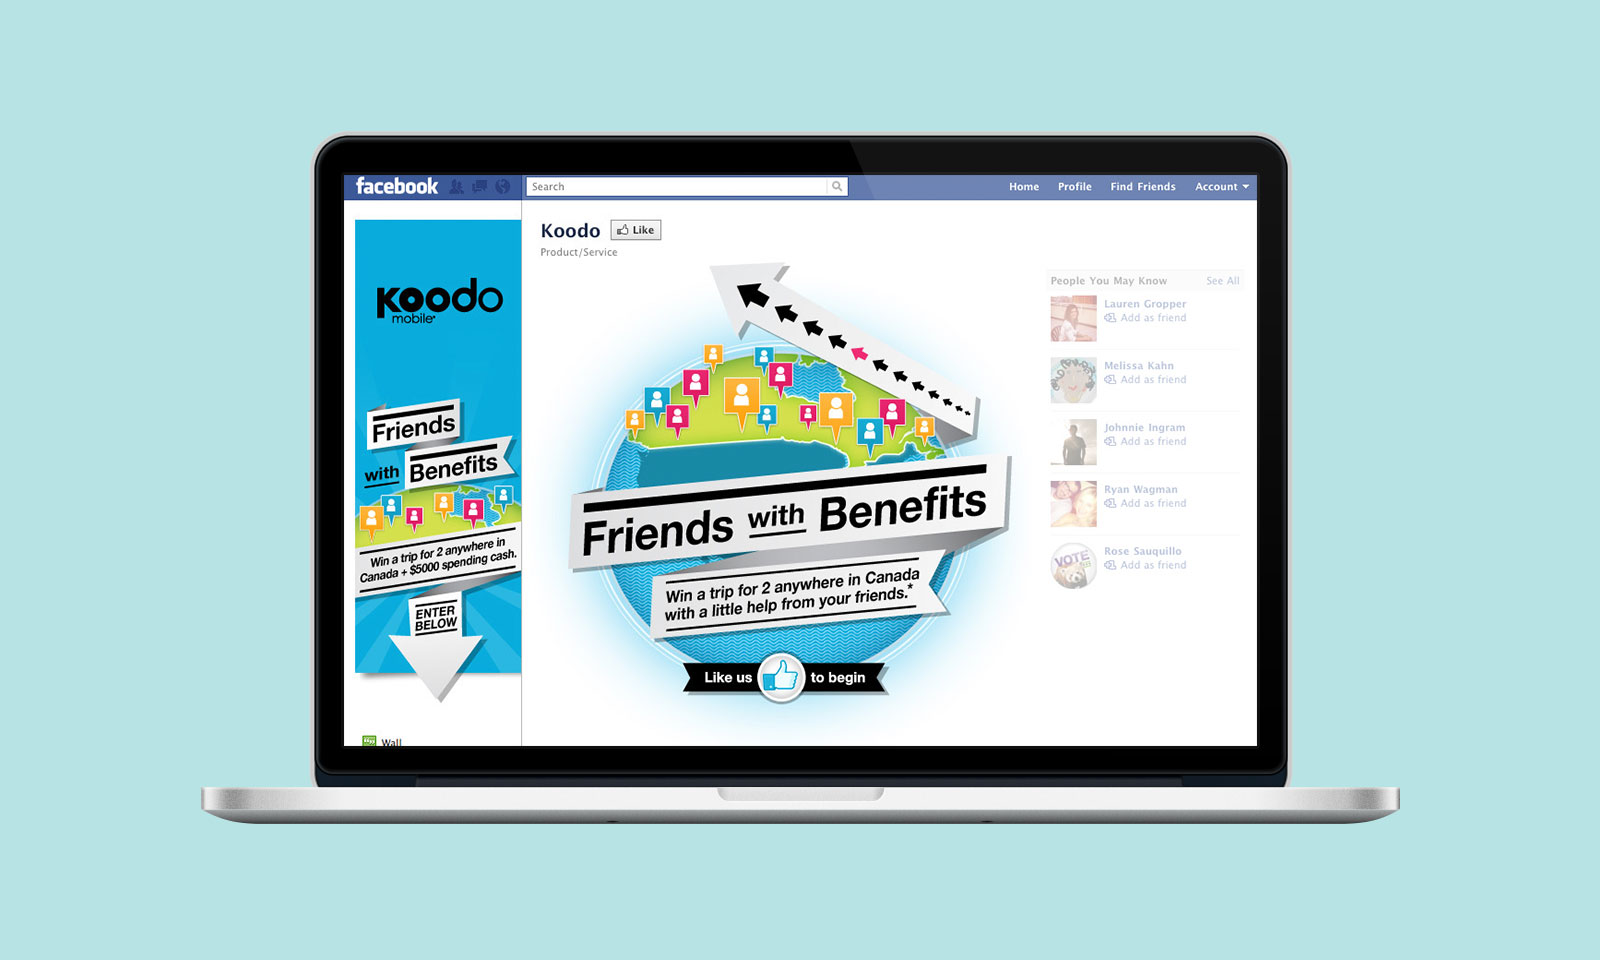 facebook
Search
Home Profile Find Friends Account
Koodo
mobile
Friends
with Benefits
Win a trip for 2 anywhere in
Canada + $5000 spending cash.
ENTER
BELOW
Wall
Koodo Like
Product/Service
Friends with Benefits
Win a trip for 2 anywhere in Canada
with a little help from your friends.*
Like us to begin
People You May Know See All
Lauren Gropper
Add as friend
Melissa Kahn
Add as friend
Johnnie Ingram
Add as friend
Ryan Wagman
Add as friend
Rose Sauquillo
Add as friend
VOTE